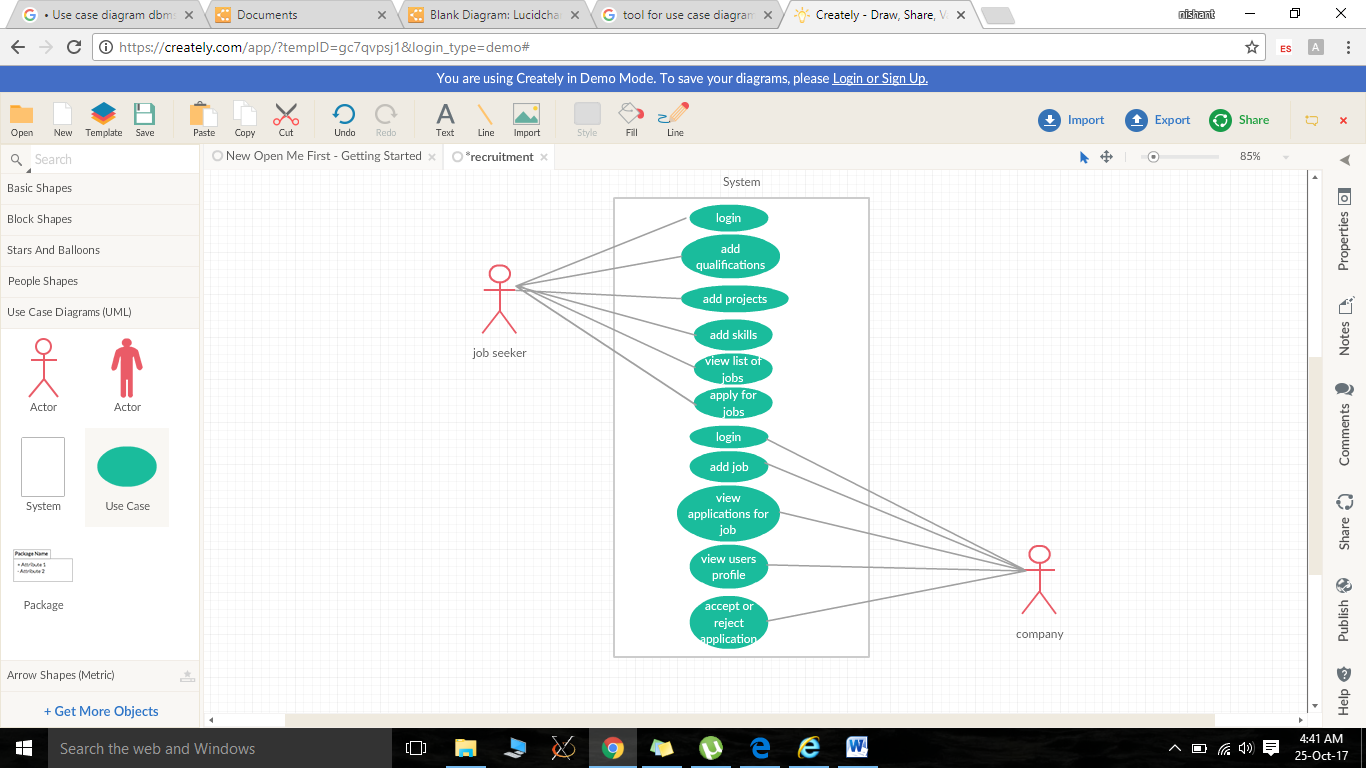 • Use case diagram dbms
Documents
Blank Diagram: Lucidcha
tool for use case diagram
Creately - Draw, Share, V
nishant
https://creately.com/app/?tempID=gc7qvpsj1&login_type=demo#
ES
A
You are using Creately in Demo Mode. To save your diagrams, please Login or Sign Up.
Open
New
Template
Save
Paste
Copy
Cut
Undo
Redo
Text
Line
Import
Style
Fill
Line
Import
Export
Share
Search
New Open Me First - Getting Started
*recruitment
85%
Basic Shapes
Block Shapes
Stars And Balloons
People Shapes
Use Case Diagrams (UML)
Actor
Actor
System
Use Case
Package Name
+ Attribute 1
- Attribute 2
Package
Arrow Shapes (Metric)
+ Get More Objects
System
login
add
qualifications
add projects
add skills
view list of
jobs
apply for
jobs
login
add job
view
applications for
job
view users
profile
accept or
reject
application
job seeker
company
Properties
Notes
Comments
Share
Publish
Help
Search the web and Windows
4:41 AM
25-Oct-17